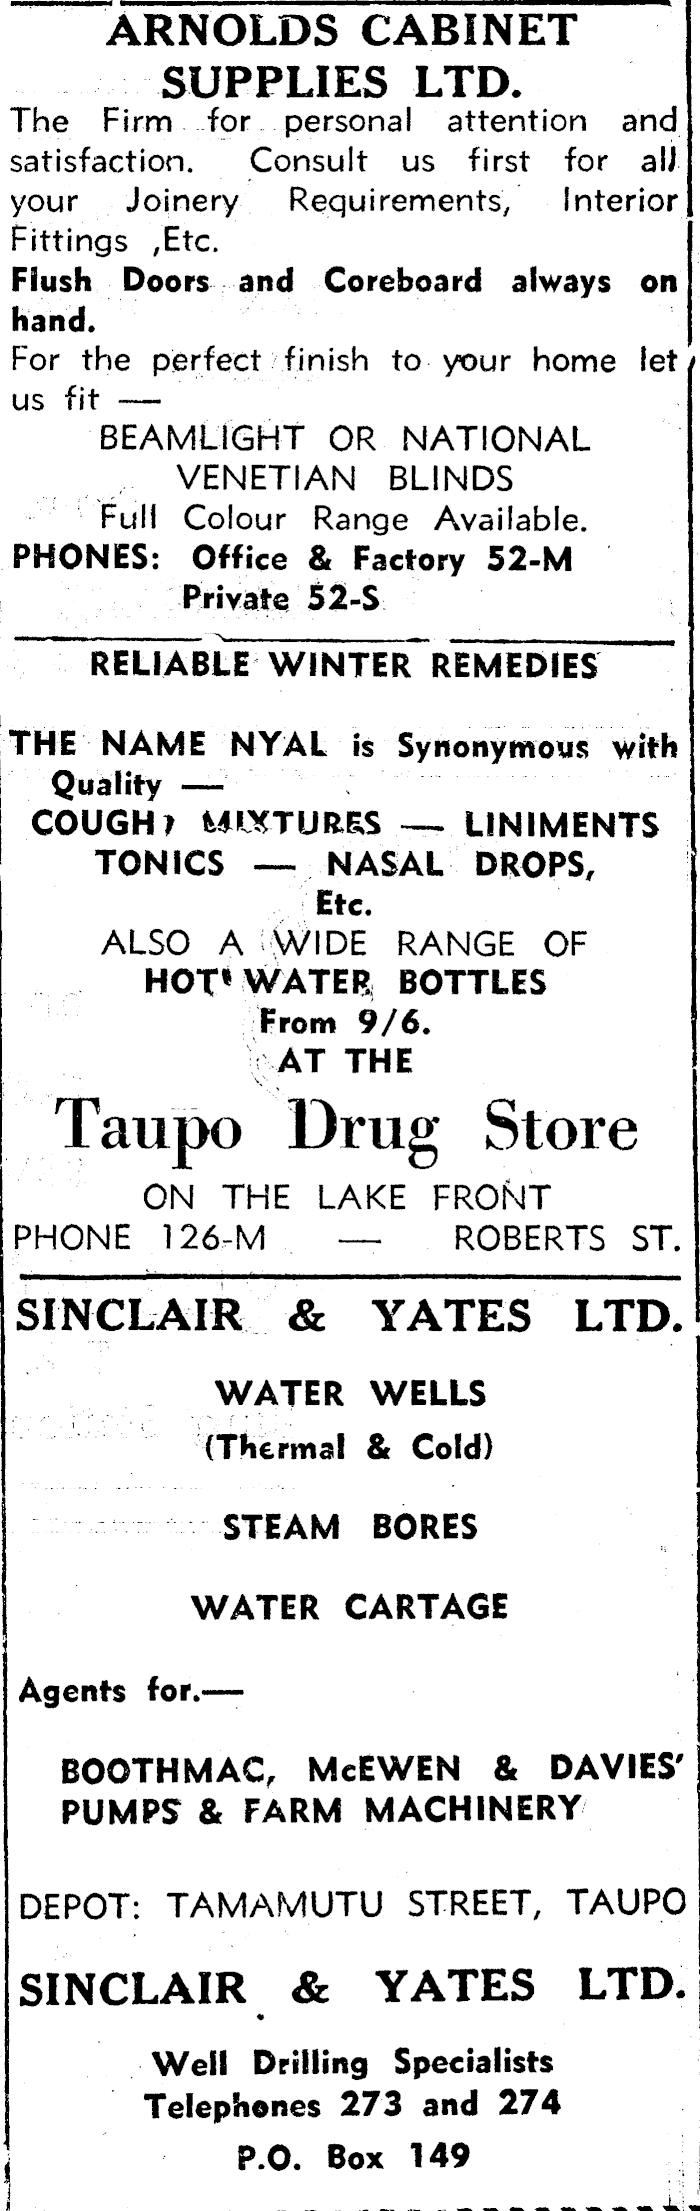 ARNOLDS CABINET
SUPPLIES LTD.
The Firm for personal attention and
satisfaction. Consult us first for all
your Joinery Requirements, Interior
Fittings ,Etc.
Flush Doors and Coreboard always on
hand.
For the perfect finish to your home let
us fit —
BEAMLIGHT OR NATIONAL
VENETIAN BLINDS
Full Colour Range Available.
PHONES: Office & Factory 52-M
Private 52-S
RELIABLE WINTER REMEDIES
THE NAME NYAL is Synonymous with
Quality —
COUGH MIXTURES — LINIMENTS
TONICS — NASAL DROPS,
Etc.
ALSO A WIDE RANGE OF
HOT WATER BOTTLES
From 9/6.
AT THE
Taupo Drug Store
ON THE LAKE FRONT
PHONE 126-M — ROBERTS ST.
SINCLAIR & YATES LTD.
WATER WELLS
(Thermal & Cold)
STEAM BORES
WATER CARTAGE
Agents for.—
BOOTHMAC, McEWEN & DAVIES'
PUMPS & FARM MACHINERY
DEPOT: TAMAMUTU STREET, TAUPO
SINCLAIR & YATES LTD.
Well Drilling Specialists
Telephones 273 and 274
P.O. Box 149